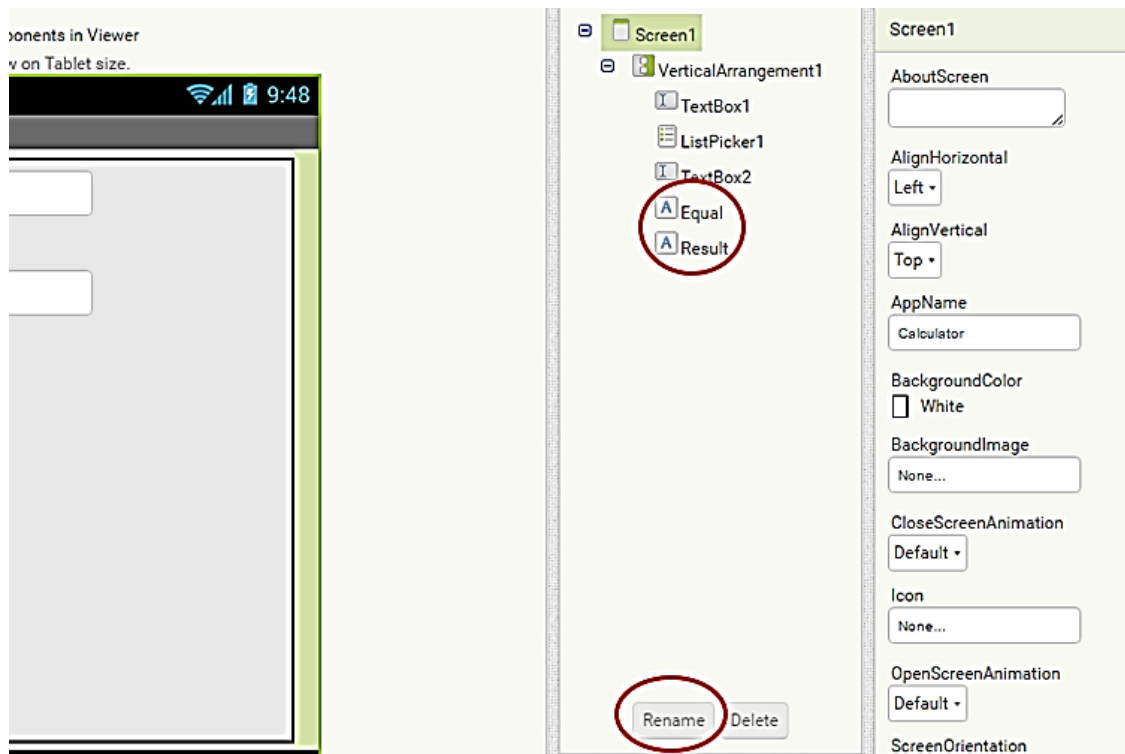 ponents in Viewer
w on Tablet size.
9:48
Screen1
VerticalArrangement1
TextBox1
ListPicker1
TextBox2
A Equal
A Result
Rename
Delete
Screen1
AboutScreen
AlignHorizontal
Left
AlignVertical
Top
AppName
Calculator
BackgroundColor
White
BackgroundImage
None...
CloseScreenAnimation
Default
Icon
None...
OpenScreenAnimation
Default
ScreenOrientation